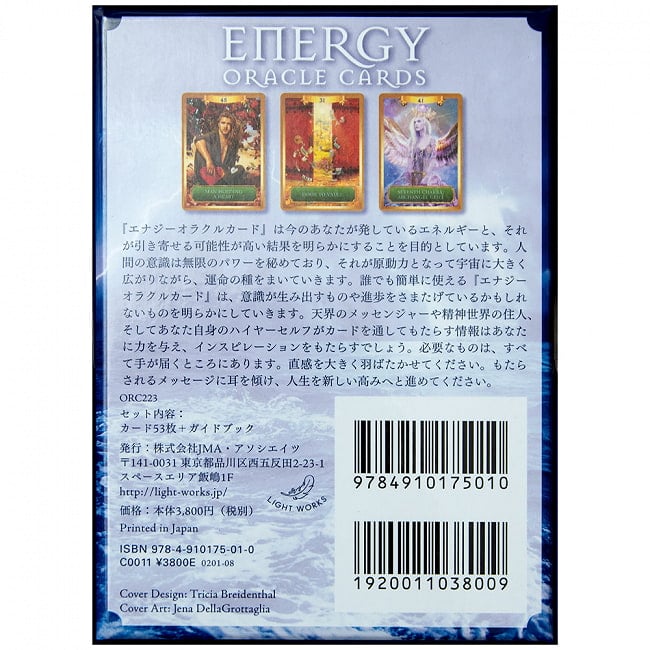 ENERGY
ORACLE CARDS
45
MAN HOLDING
A HEART
31
DOOR TO VALUE
41
SEVENTH CHAKRA
『エナジーオラクルカード』は今のあなたが発しているエネルギーと、それ
が引き寄せる可能性が高い結果を明らかにすることを目的としています。人
間の意識は無限のパワーを秘めており、それが原動力となって宇宙に大きく
広がりながら、運命の種をまいていきます。誰でも簡単に使える『エナジーオ
ラクルカード』は、意識が生み出すものや進歩をさまたげているかもしれ
ないものを明らかにしていきます。天界のメッセンジャーや精神世界の住人、
そしてあなた自身のハイヤーセルフがカードを通してもたらす情報はあなた
に力を与え、インスピレーションをもたらすでしょう。必要なものは、すべ
て手が届くところにあります。直感を大きく羽ばたかせてください。もたら
されるメッセージに耳を傾け、人生を新しい高みへと進めてください。
ORC223
セット内容：
カード53枚＋ガイドブック
発行：株式会社JMA・アソシエイツ
〒141-0031 東京都品川区西五反田2-23-1
スペースエリア飯嶋1F
http://light-works.jp/
価格：本体3,800円（税別）
Printed in Japan
LIGHT WORKS
ISBN 978-4-910175-01-0
C0011 ¥3800E 0201-08
9784910175010
1920011038009
Cover Design: Tricia Breidenthal
Cover Art: Jena DellaGrottaglia